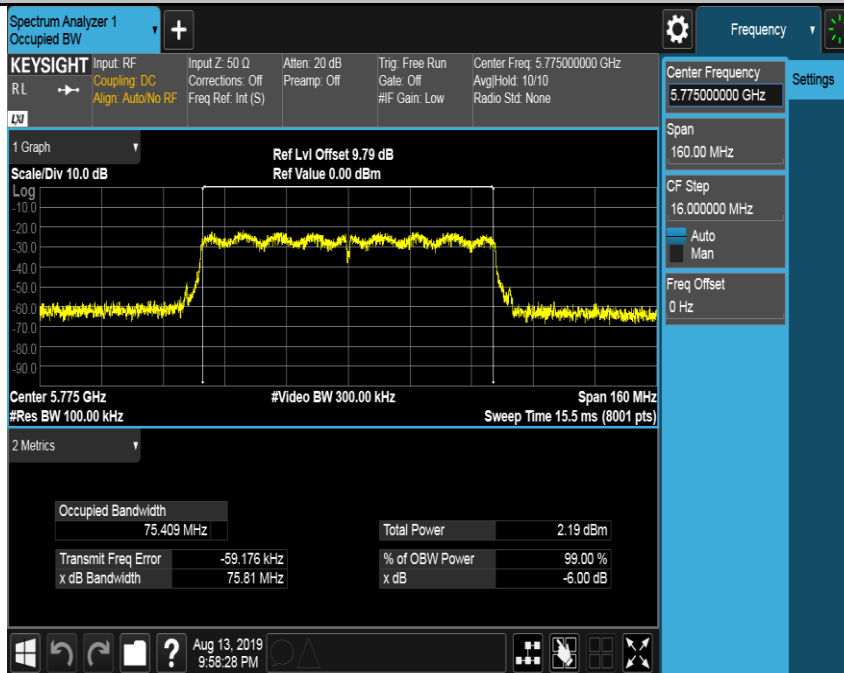 Spectrum Analyzer 1
Occupied BW
+
Frequency
KEYSIGHT
RL
LXI
Input: RF
Coupling: DC
Align: Auto/No RF
Input Z: 50 Ω
Corrections: Off
Freq Ref: Int (S)
Atten: 20 dB
Preamp: Off
Trig: Free Run
Gate: Off
#IF Gain: Low
Center Freq: 5.775000000 GHz
Avg|Hold: 10/10
Radio Std: None
Center Frequency
5.775000000 GHz
Settings
Span
160.00 MHz
CF Step
16.000000 MHz
Auto
Man
Freq Offset
0 Hz
1 Graph
Scale/Div 10.0 dB
Ref Lvl Offset 9.79 dB
Ref Value 0.00 dBm
Log
-10.0
-20.0
-30.0
-40.0
-50.0
-60.0
-70.0
-80.0
-90.0
Center 5.775 GHz
#Video BW 300.00 kHz
Span 160 MHz
#Res BW 100.00 kHz
Sweep Time 15.5 ms (8001 pts)
2 Metrics
Occupied Bandwidth
75.409 MHz
Total Power 2.19 dBm
Transmit Freq Error -59.176 kHz
% of OBW Power 99.00 %
x dB Bandwidth 75.81 MHz
x dB -6.00 dB
?
Aug 13, 2019
9:58:28 PM